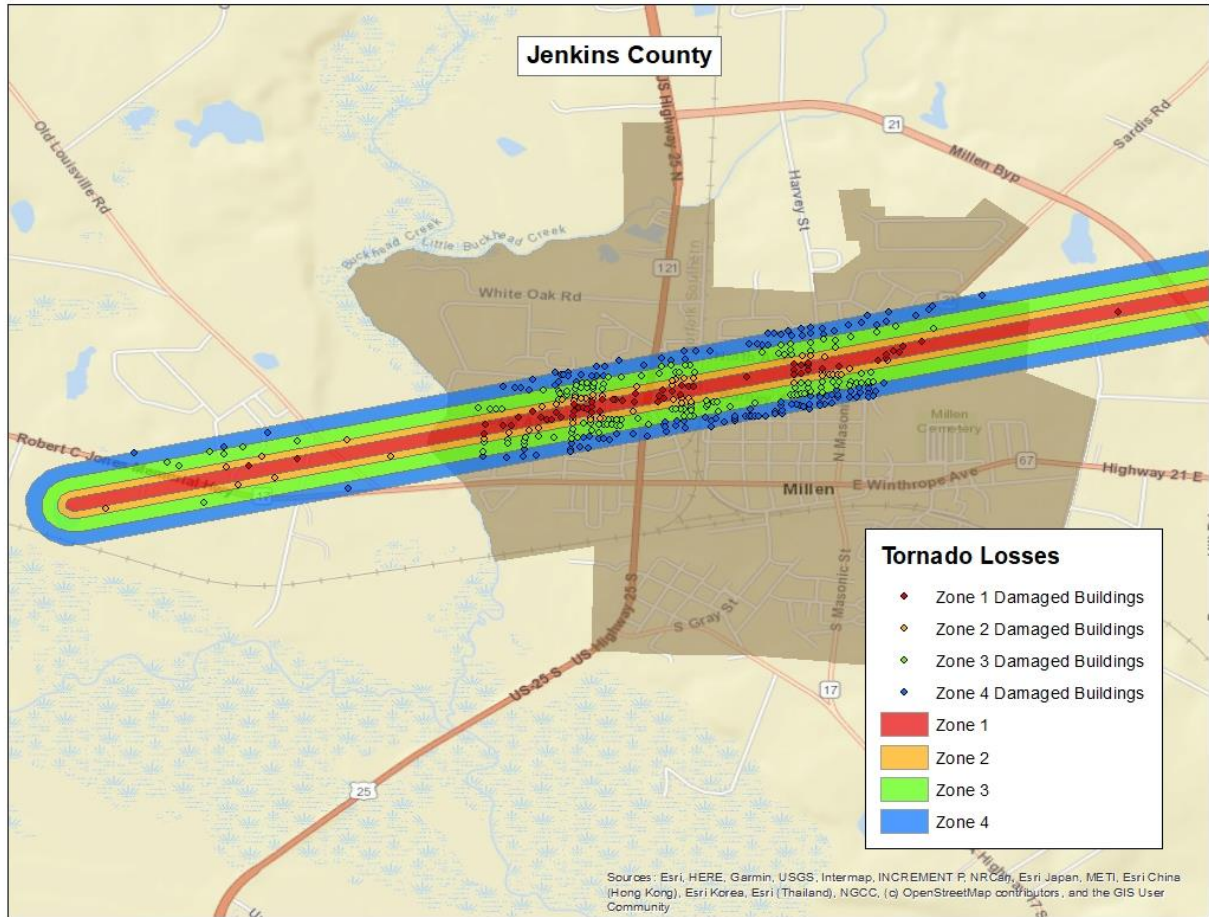 Jenkins County
US Highway 25 N
21
Millen Byp
Sardis Rd
Old Louisville Rd
Harvey St
Buckhead Creek
Little Buckhead Creek
121
White Oak Rd
Norfolk Southern
Robert C Jones Memorial Hwy
N Masonic
Millen
Cemetery
67
Highway 21 E
E Winthrope Ave
Millen
S Masonic St
S Gray St
US Highway 25 S
US-25 S
17
25
Tornado Losses
Zone 1 Damaged Buildings
Zone 2 Damaged Buildings
Zone 3 Damaged Buildings
Zone 4 Damaged Buildings
Zone 1
Zone 2
Zone 3
Zone 4
Sources: Esri, HERE, Garmin, USGS, Intermap, INCREMENT P, NRCan, Esri Japan, METI, Esri China
(Hong Kong), Esri Korea, Esri (Thailand), NGCC, (c) OpenStreetMap contributors, and the GIS User
Community